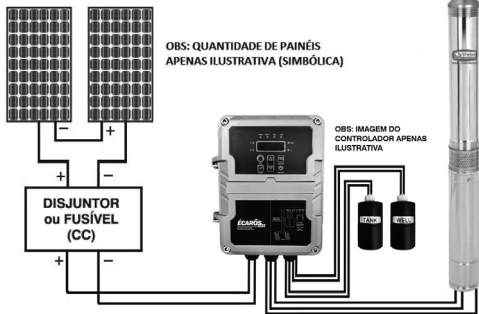 OBS: QUANTIDADE DE PAINÉIS
APENAS ILUSTRATIVA (SIMBÓLICA)
− +
OBS: IMAGEM DO
CONTROLADOR APENAS
ILUSTRATIVA
+ −
DISJUNTOR
ou FUSÍVEL
(CC)
+ −
ÉCARÓS
TANK
WELL